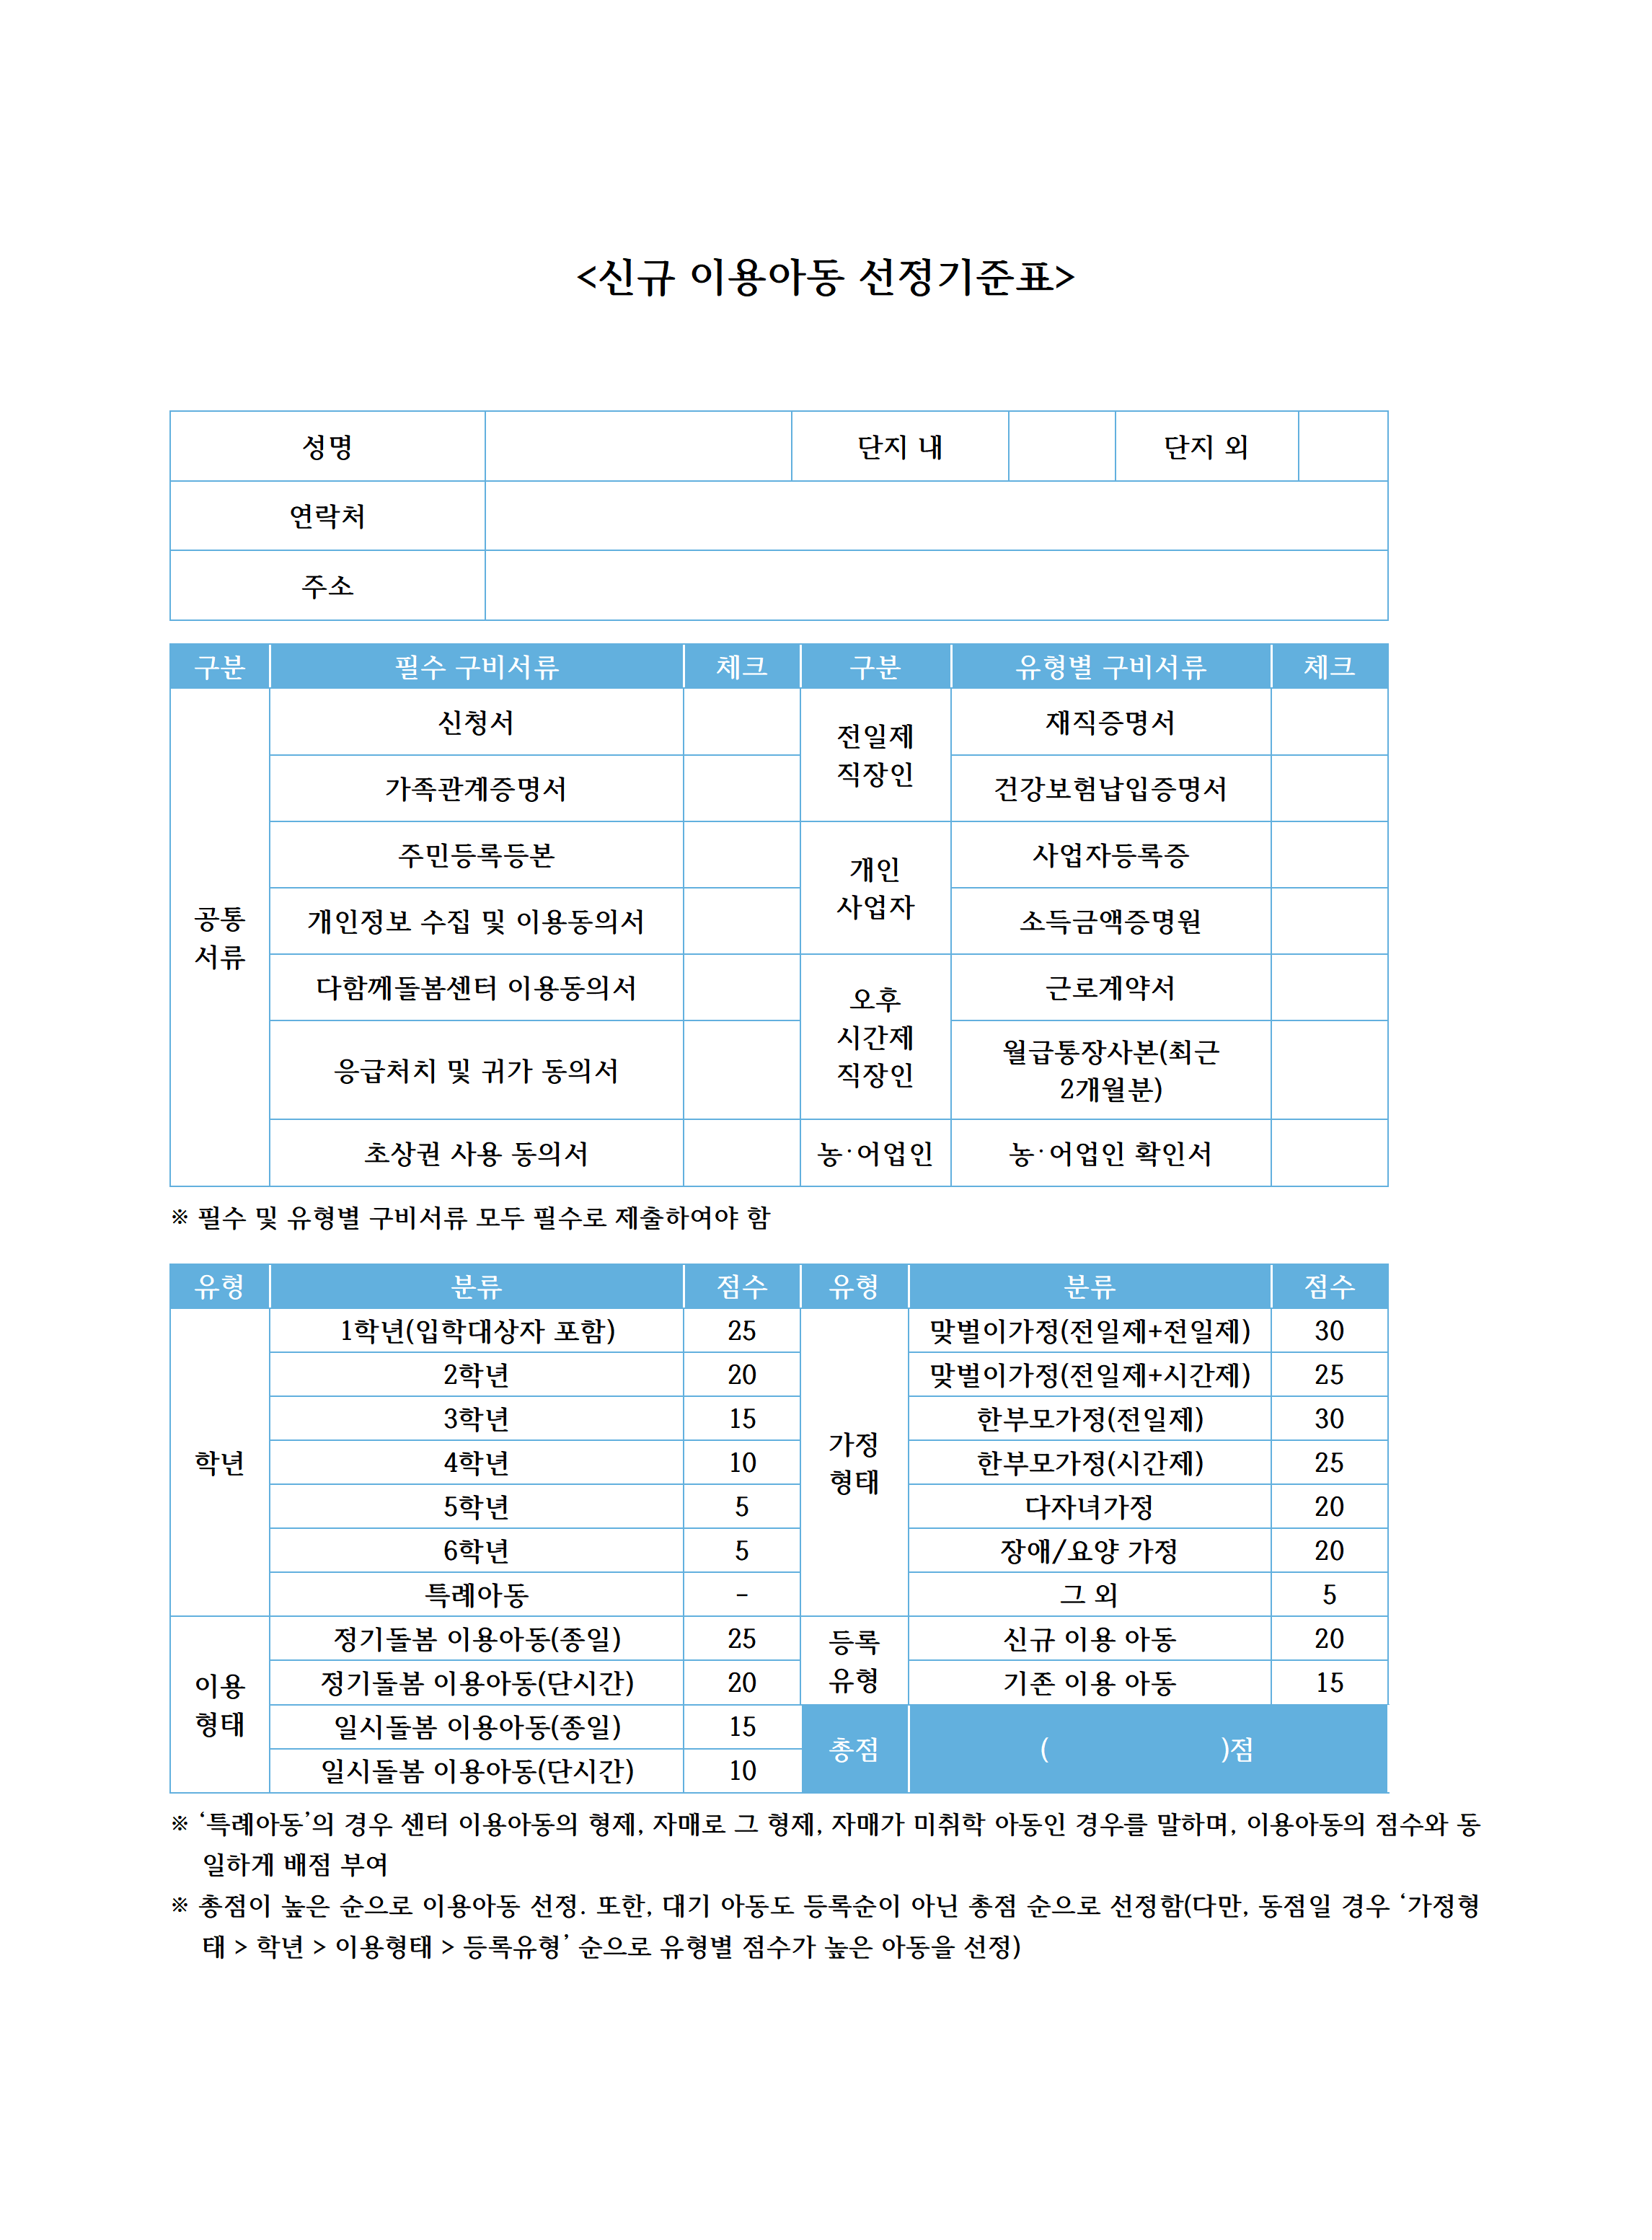 <신규 이용아동 선정기준표>
성명 단지 내 단지 외
연락처
주소
구분 필수 구비서류 체크 구분 유형별 구비서류 체크
공통
서류
신청서
가족관계증명서
주민등록등본
개인정보 수집 및 이용동의서
다함께돌봄센터 이용동의서
응급처치 및 귀가 동의서
초상권 사용 동의서
전일제
직장인
재직증명서
건강보험납입증명서
개인
사업자
사업자등록증
소득금액증명원
오후
시간제
직장인
근로계약서
월급통장사본(최근
2개월분)
농·어업인 농·어업인 확인서
※ 필수 및 유형별 구비서류 모두 필수로 제출하여야 함
유형 분류 점수 유형 분류 점수
학년
1학년(입학대상자 포함) 25
2학년 20
3학년 15
4학년 10
5학년 5
6학년 5
특례아동 -
가정
형태
맞벌이가정(전일제+전일제) 30
맞벌이가정(전일제+시간제) 25
한부모가정(전일제) 30
한부모가정(시간제) 25
다자녀가정 20
장애/요양 가정 20
그 외 5
이용
형태
정기돌봄 이용아동(종일) 25
정기돌봄 이용아동(단시간) 20
일시돌봄 이용아동(종일) 15
일시돌봄 이용아동(단시간) 10
등록
유형
신규 이용 아동 20
기존 이용 아동 15
총점 ( )점
※ ‘특례아동’의 경우 센터 이용아동의 형제, 자매로 그 형제, 자매가 미취학 아동인 경우를 말하며, 이용아동의 점수와 동
일하게 배점 부여
※ 총점이 높은 순으로 이용아동 선정. 또한, 대기 아동도 등록순이 아닌 총점 순으로 선정함(다만, 동점일 경우 ‘가정형
태 > 학년 > 이용형태 > 등록유형’ 순으로 유형별 점수가 높은 아동을 선정)